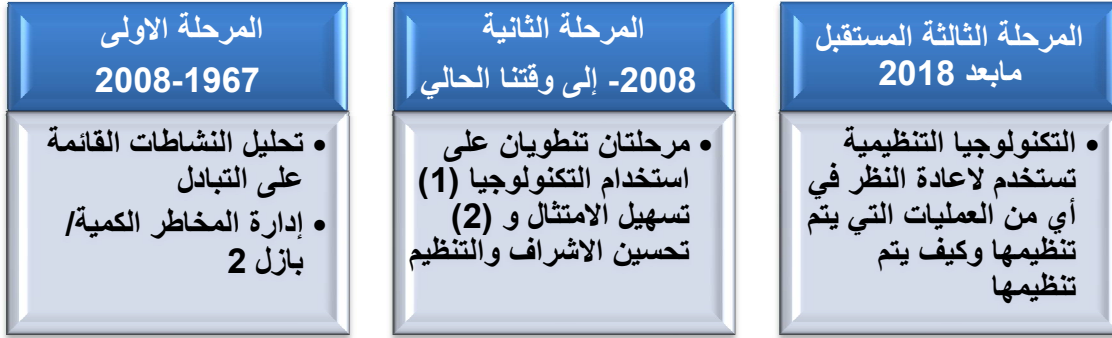 المرحلة الاولى
2008-1967
• تحليل النشاطات القائمة
على التبادل
• إدارة المخاطر الكمية/
بازل 2
المرحلة الثانية
2008- إلى وقتنا الحالي
• مرحلتان تنطويان على
استخدام التكنولوجيا (1)
تسهيل الامتثال و (2)
تحسين الاشراف والتنظيم
المرحلة الثالثة المستقبل
مابعد 2018
• التكنولوجيا التنظيمية
تستخدم لاعادة النظر في
أي من العمليات التي يتم
تنظيمها وكيف يتم
تنظيمها